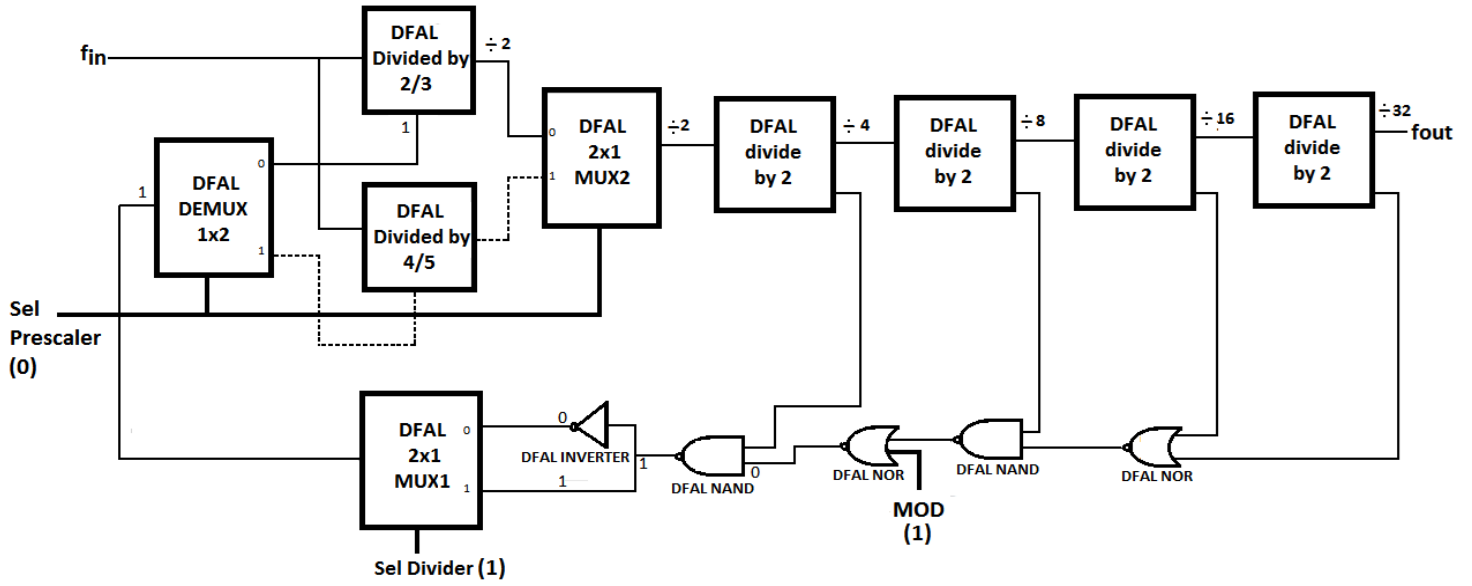 fin
DFAL
Divided by
2/3
÷ 2
1
DFAL
DEMUX
1x2
0
1
1
DFAL
Divided by
4/5
DFAL
2x1
MUX2
0
1
÷2
DFAL
divide
by 2
÷ 4
DFAL
divide
by 2
÷8
DFAL
divide
by 2
÷ 16
DFAL
divide
by 2
÷32
fout
Sel
Prescaler
(0)
DFAL
2x1
MUX1
0
1
0
DFAL INVERTER
1
1
DFAL NAND
0
DFAL NOR
DFAL NAND
DFAL NOR
MOD
(1)
Sel Divider (1)